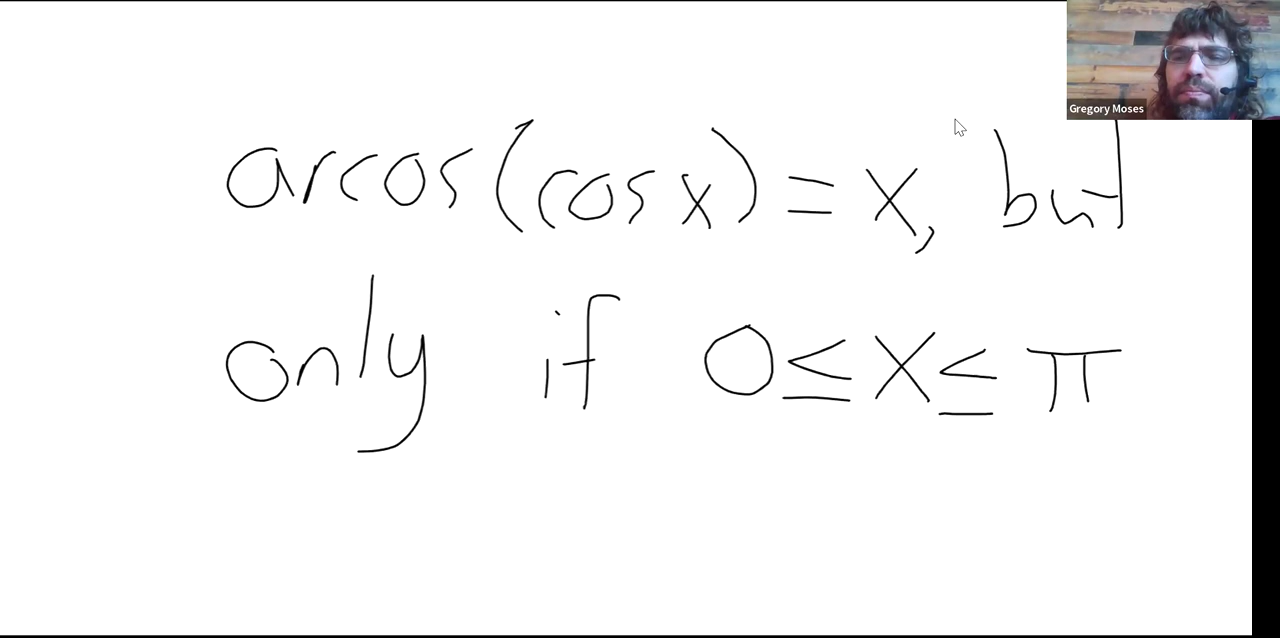 Gregory Moses
arcos(cos x) = x, but
only if 0 ≤ x ≤ π